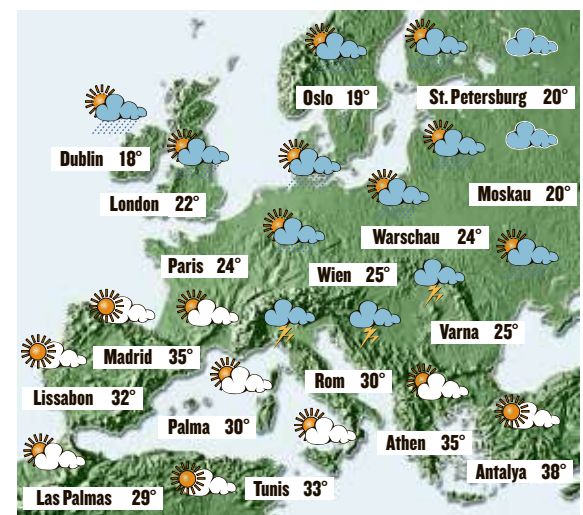 Oslo 19°
St. Petersburg 20°
Dublin 18°
Moskau 20°
London 22°
Warschau 24°
Paris 24°
Wien 25°
Varna 25°
Madrid 35°
Rom 30°
Lissabon 32°
Palma 30°
Athen 35°
Antalya 38°
Las Palmas 29°
Tunis 33°